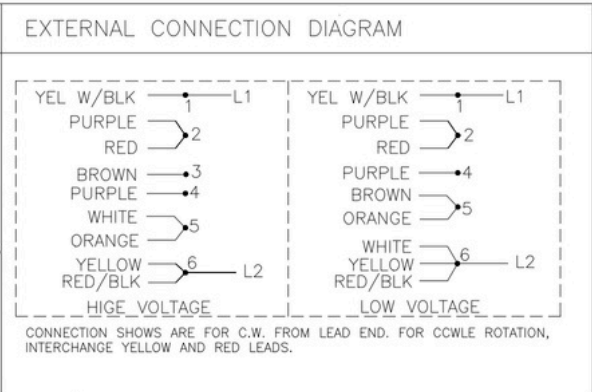 EXTERNAL CONNECTION DIAGRAM
YEL W/BLK 1 L1
PURPLE
2
RED
BROWN 3
PURPLE 4
WHITE
5
ORANGE
YELLOW 6
L2
RED/BLK
HIGE VOLTAGE
YEL W/BLK 1 L1
PURPLE
2
RED
PURPLE 4
BROWN
5
ORANGE
WHITE
6
YELLOW L2
RED/BLK
LOW VOLTAGE
CONNECTION SHOWS ARE FOR C.W. FROM LEAD END. FOR CCWLE ROTATION,
INTERCHANGE YELLOW AND RED LEADS.